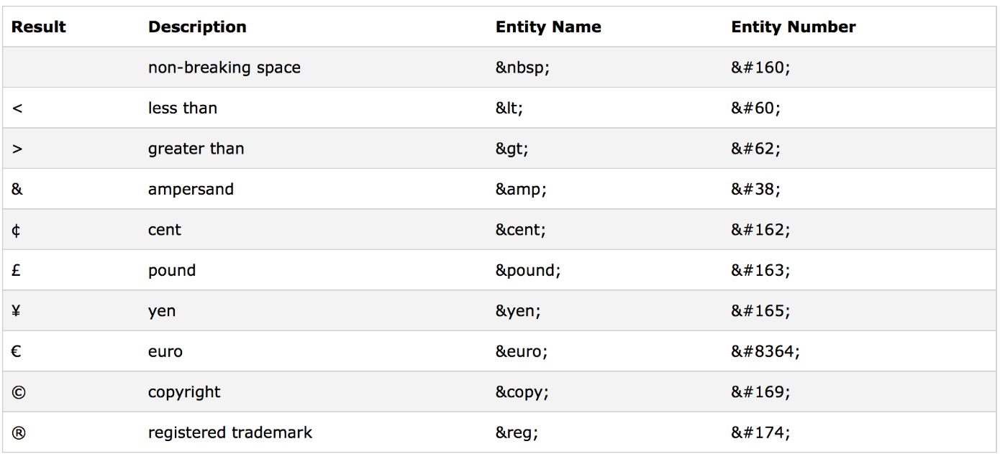 Result Description Entity Name Entity Number
non-breaking space &nbsp; &#160;
< less than &lt; &#60;
> greater than &gt; &#62;
& ampersand &amp; &#38;
¢ cent &cent; &#162;
£ pound &pound; &#163;
¥ yen &yen; &#165;
€ euro &euro; &#8364;
© copyright &copy; &#169;
® registered trademark &reg; &#174;